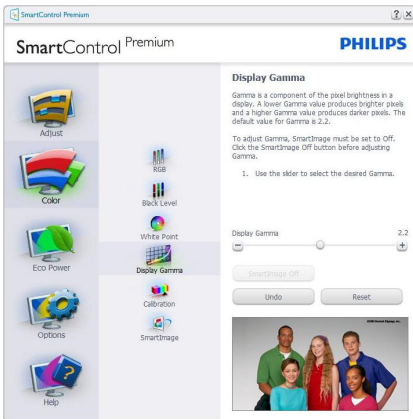 SmartControl Premium
SmartControl Premium
PHILIPS
Adjust
Color
Eco Power
Options
Help
RGB
Black Level
White Point
Display Gamma
Calibration
SmartImage
Display Gamma
Gamma is a component of the pixel brightness in a
display. A lower Gamma value produces brighter pixels
and a higher Gamma value produces darker pixels. The
default value for Gamma is 2.2.
To adjust Gamma, SmartImage must be set to Off.
Click the SmartImage Off button before adjusting
Gamma.
1. Use the slider to select the desired Gamma.
Display Gamma 2.2
SmartImage Off
Undo Reset